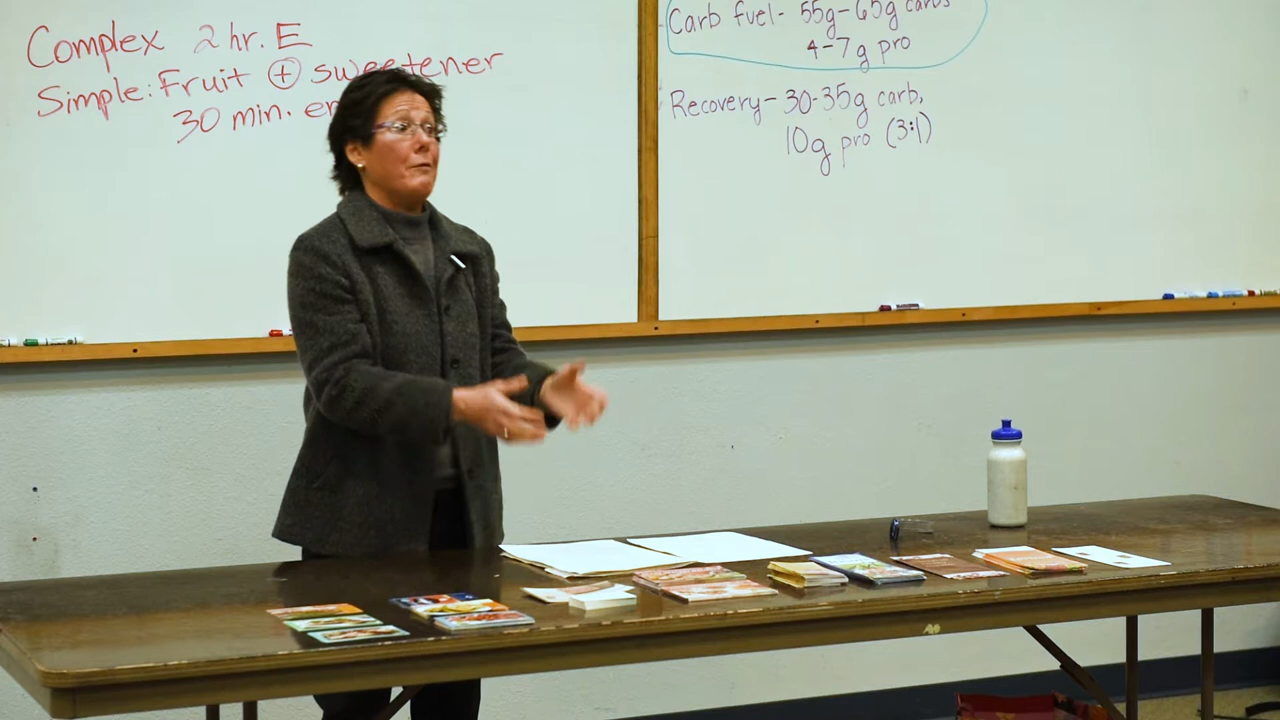 Complex 2 hr. E
Simple: Fruit ⊕ sweetener
30 min.
Carb fuel- 55g-65g carbs
4-7g pro
Recovery- 30-35g carb,
10g pro (3:1)